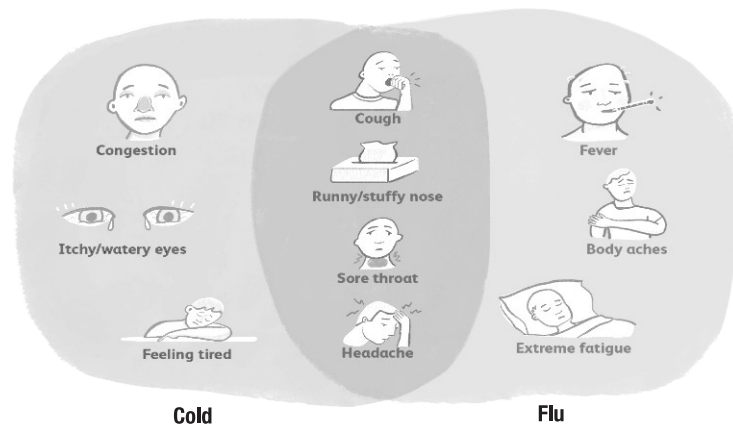 Congestion
Itchy/watery eyes
Feeling tired
Cough
Runny/stuffy nose
Sore throat
Headache
Fever
Body aches
Extreme fatigue
Cold
Flu